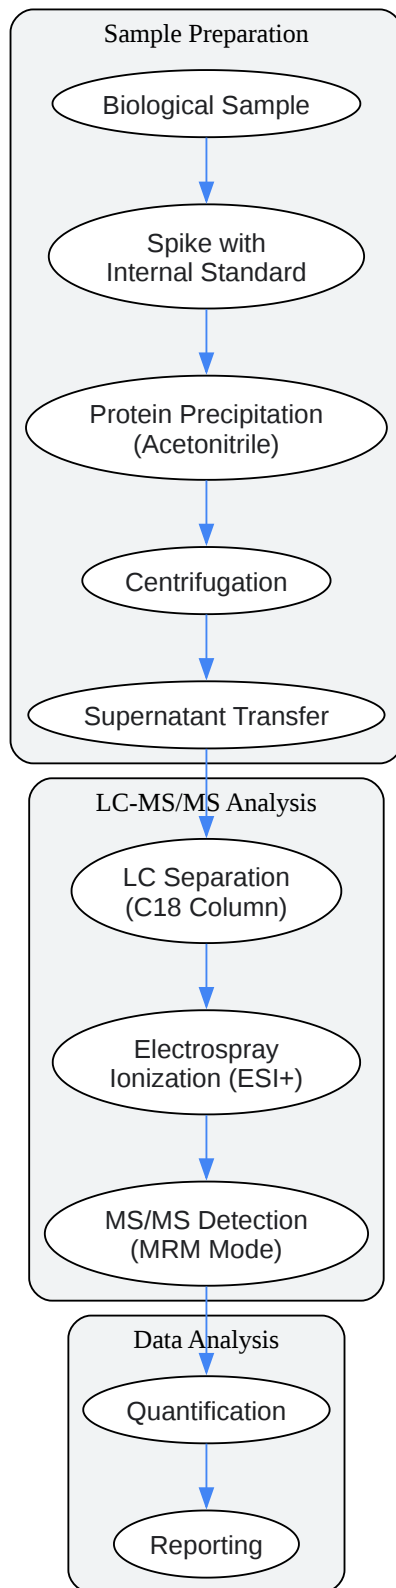 Sample Preparation
Biological Sample
Spike with
Internal Standard
Protein Precipitation
(Acetonitrile)
Centrifugation
Supernatant Transfer
LC-MS/MS Analysis
LC Separation
(C18 Column)
Electrospray
Ionization (ESI+)
MS/MS Detection
(MRM Mode)
Data Analysis
Quantification
Reporting